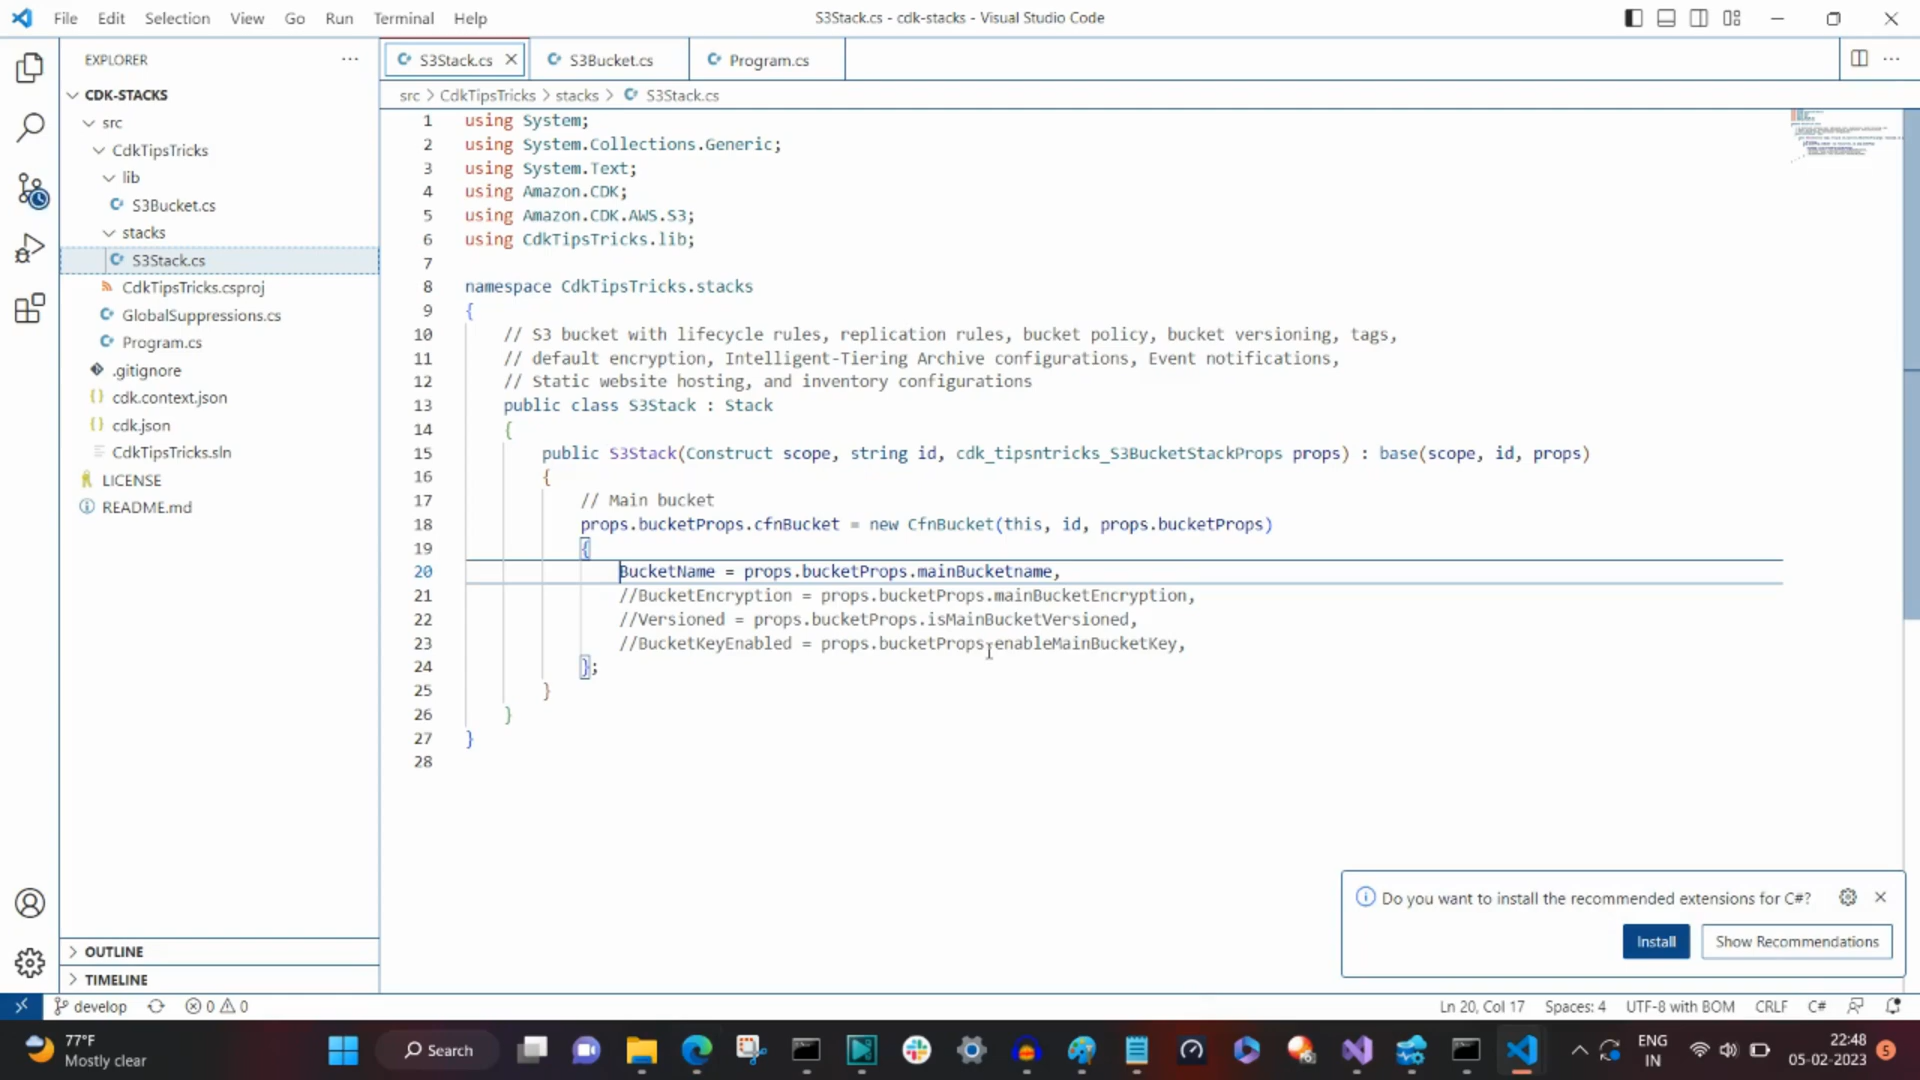 File Edit Selection View Go Run Terminal Help
S3Stack.cs - cdk-stacks - Visual Studio Code
EXPLORER
CDK-STACKS
src
CdkTipsTricks
lib
S3Bucket.cs
stacks
S3Stack.cs
CdkTipsTricks.csproj
GlobalSuppressions.cs
Program.cs
.gitignore
cdk.context.json
cdk.json
CdkTipsTricks.sln
LICENSE
README.md
OUTLINE
TIMELINE
S3Stack.cs S3Bucket.cs Program.cs
src > CdkTipsTricks > stacks > S3Stack.cs
1 using System;
2 using System.Collections.Generic;
3 using System.Text;
4 using Amazon.CDK;
5 using Amazon.CDK.AWS.S3;
6 using CdkTipsTricks.lib;
7
8 namespace CdkTipsTricks.stacks
9 {
10 // S3 bucket with lifecycle rules, replication rules, bucket policy, bucket versioning, tags,
11 // default encryption, Intelligent-Tiering Archive configurations, Event notifications,
12 // Static website hosting, and inventory configurations
13 public class S3Stack : Stack
14 {
15 public S3Stack(Construct scope, string id, cdk_tipsntricks_S3BucketStackProps props) : base(scope, id, props)
16 {
17 // Main bucket
18 props.bucketProps.cfnBucket = new CfnBucket(this, id, props.bucketProps)
19 {
20 BucketName = props.bucketProps.mainBucketname,
21 //BucketEncryption = props.bucketProps.mainBucketEncryption,
22 //Versioned = props.bucketProps.isMainBucketVersioned,
23 //BucketKeyEnabled = props.bucketProps.enableMainBucketKey,
24 };
25 }
26 }
27 }
28
Do you want to install the recommended extensions for C#?
Install Show Recommendations
develop 0 0 Ln 20, Col 17 Spaces: 4 UTF-8 with BOM CRLF C#
77°F
Mostly clear
Search
ENG
IN
22:48
05-02-2023
5